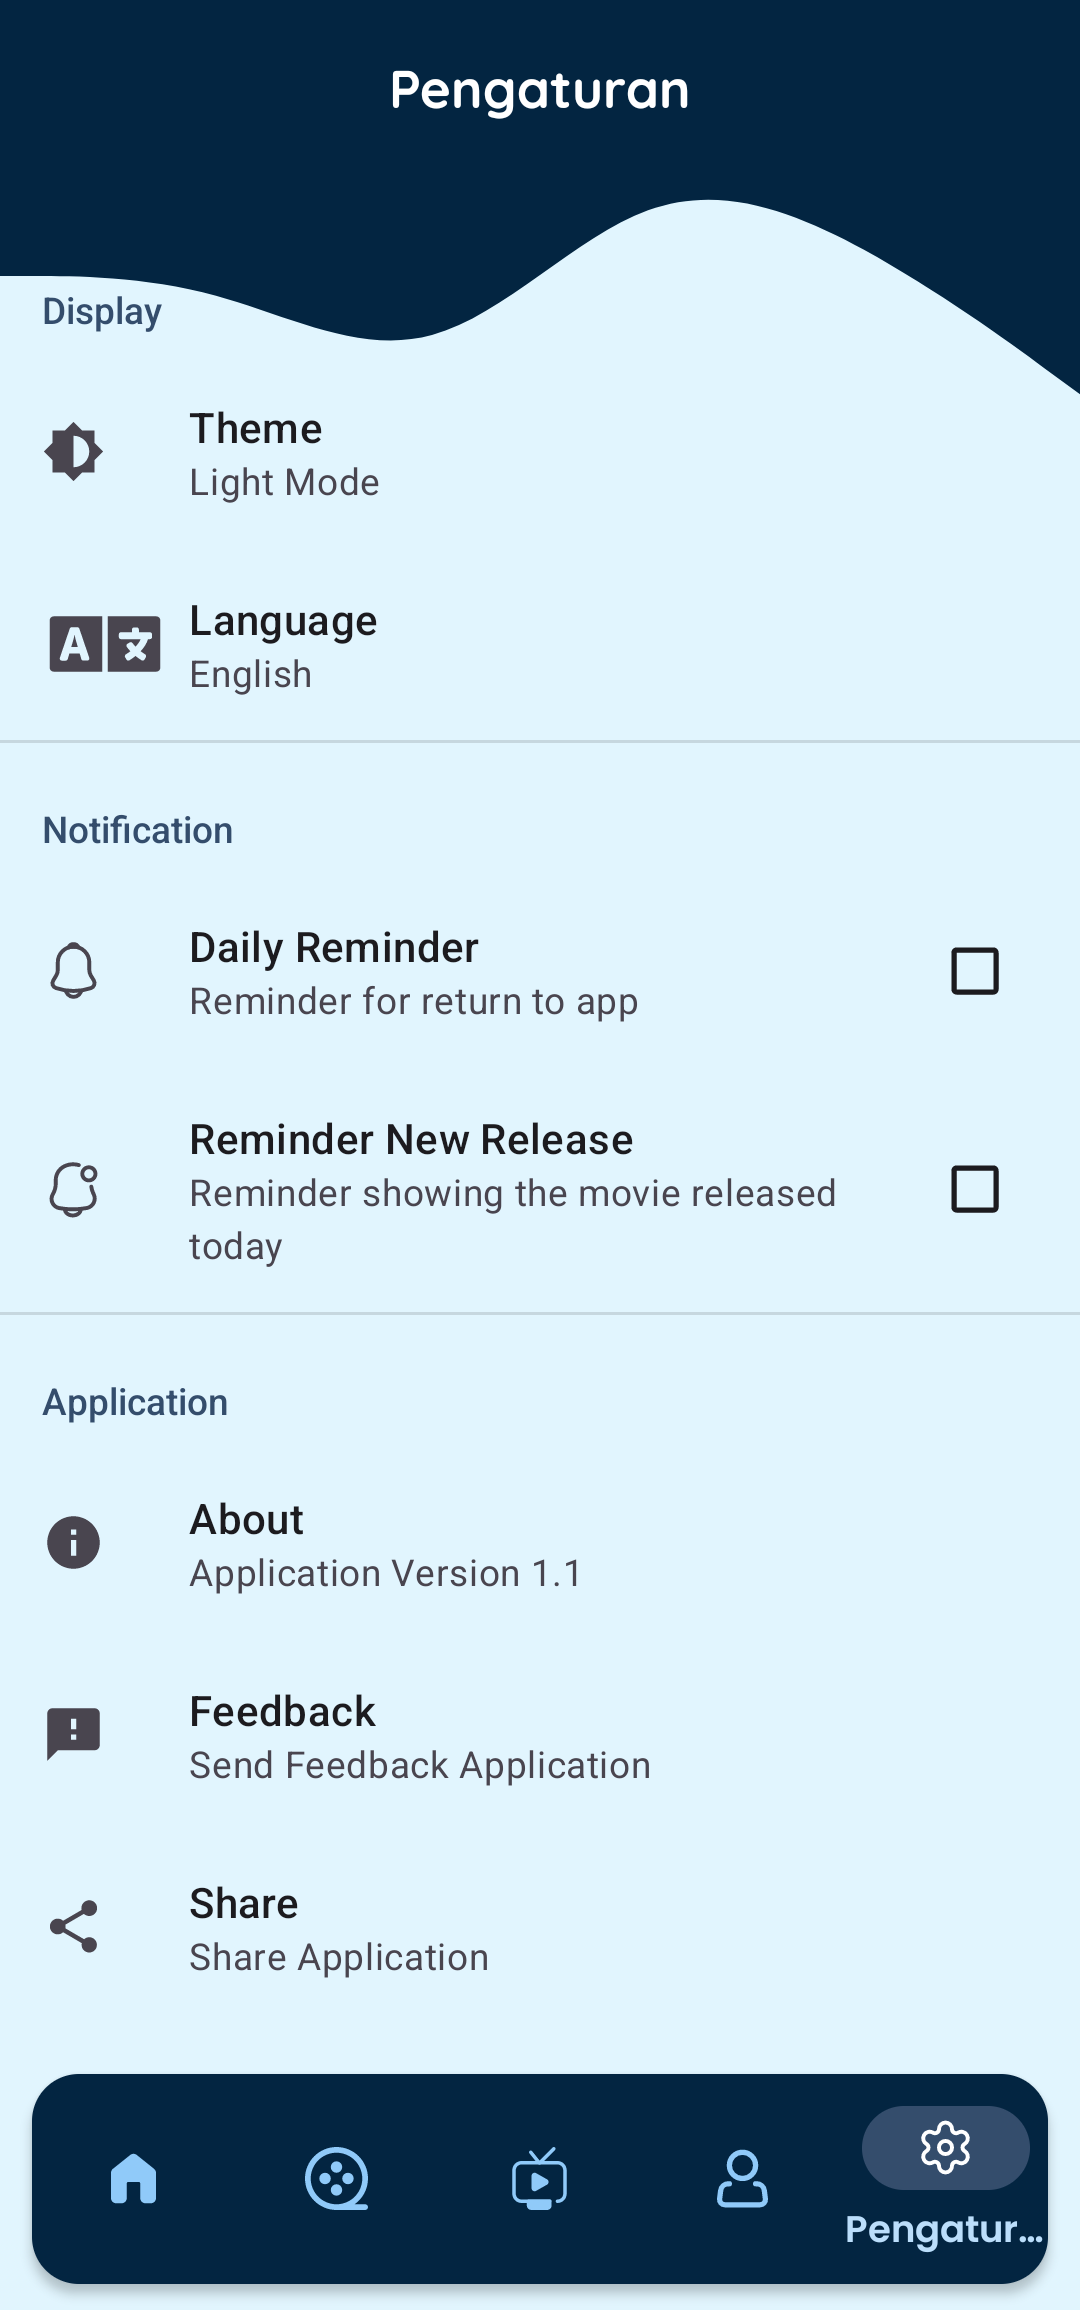 Pengaturan
Display
Theme
Light Mode
A 文
Language
English
Notification
Daily Reminder
Reminder for return to app
Reminder New Release
Reminder showing the movie released
today
Application
About
Application Version 1.1
Feedback
Send Feedback Application
Share
Share Application
Pengatur...